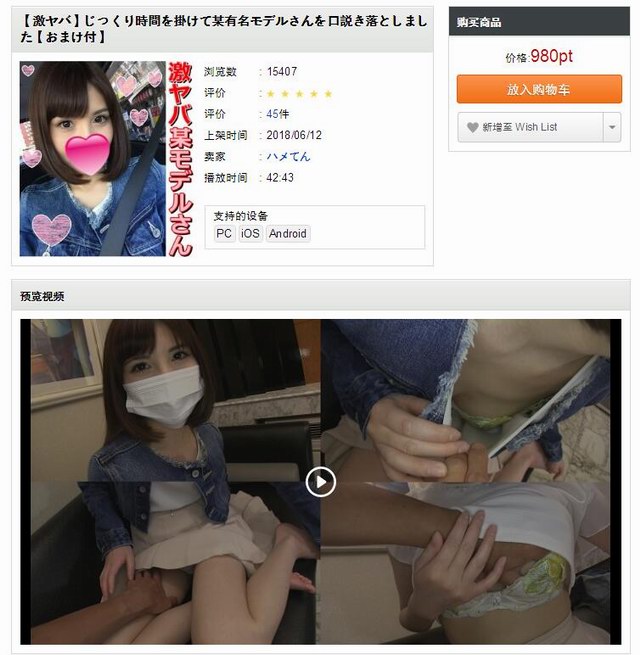 【激ヤバ】じっくり時間を掛けて某有名モデルさんを口説き落としまし
た【おまけ付】
激ヤバ某モデルさん
浏览数 : 15407
评价 : ★ ★ ★ ★ ★
评价 : 45件
上架时间 : 2018/06/12
卖家 : ハメてん
播放时间 : 42:43
支持的设备
PC iOS Android
购买商品
价格:980pt
放入购物车
新增至 Wish List
预览视频